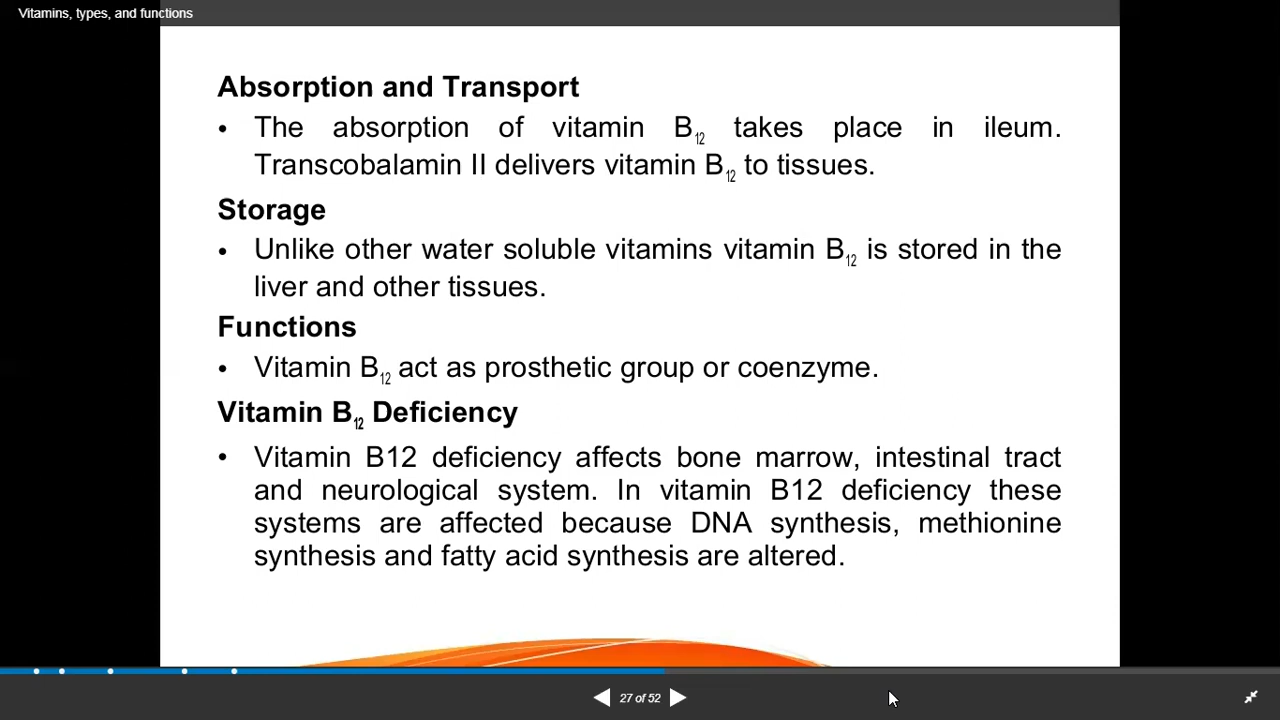 Vitamins, types, and functions
Absorption and Transport
• The absorption of vitamin B12 takes place in ileum.
Transcobalamin II delivers vitamin B12 to tissues.
Storage
• Unlike other water soluble vitamins vitamin B12 is stored in the
liver and other tissues.
Functions
• Vitamin B12 act as prosthetic group or coenzyme.
Vitamin B12 Deficiency
• Vitamin B12 deficiency affects bone marrow, intestinal tract
and neurological system. In vitamin B12 deficiency these
systems are affected because DNA synthesis, methionine
synthesis and fatty acid synthesis are altered.
27 of 52